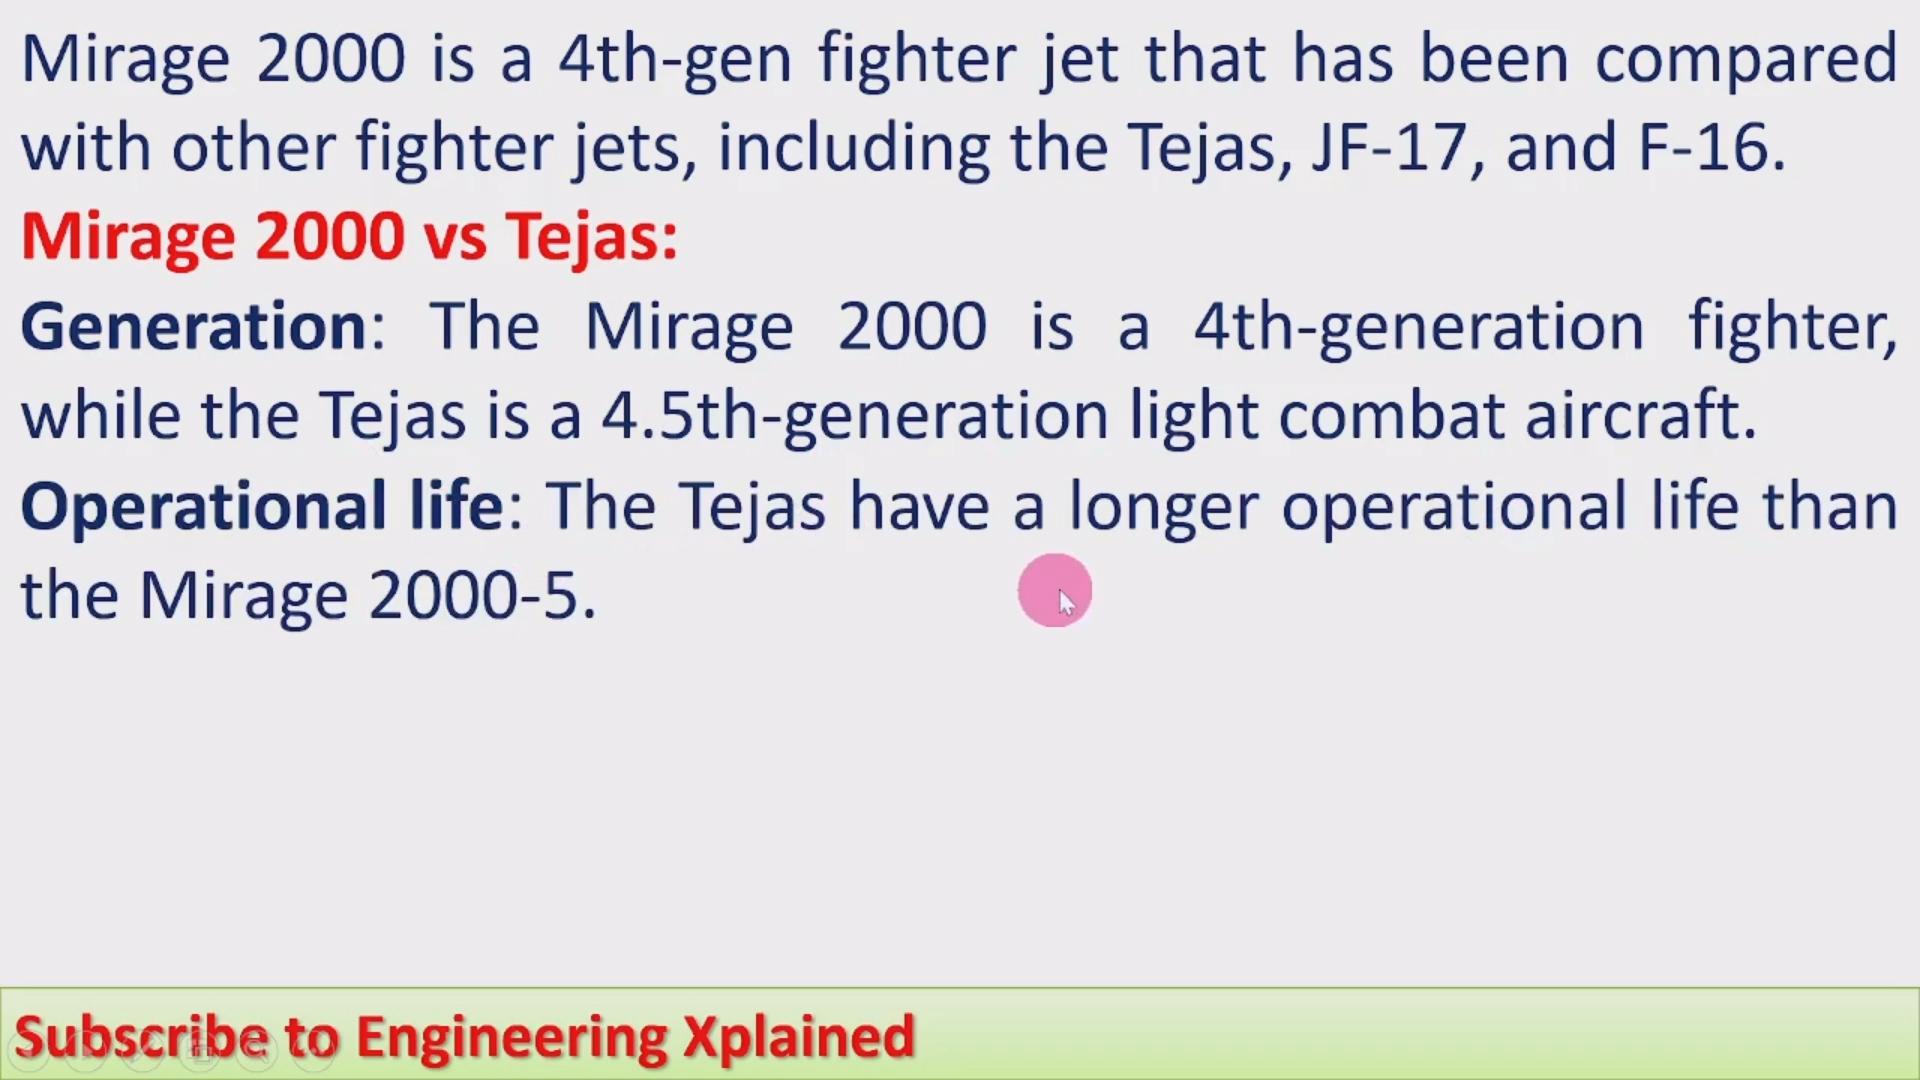 Mirage 2000 is a 4th-gen fighter jet that has been compared
with other fighter jets, including the Tejas, JF-17, and F-16.
Mirage 2000 vs Tejas:
Generation: The Mirage 2000 is a 4th-generation fighter,
while the Tejas is a 4.5th-generation light combat aircraft.
Operational life: The Tejas have a longer operational life than
the Mirage 2000-5.
Subscribe to Engineering Xplained